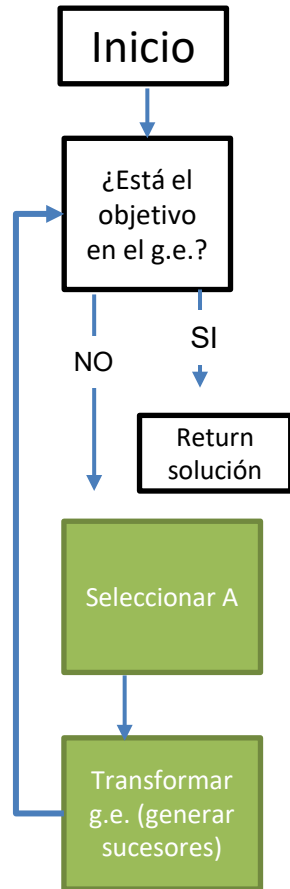 Inicio
¿Está el
objetivo
en el g.e.?
SI
NO
Return
solución
Seleccionar A
Transformar
g.e. (generar
sucesores)